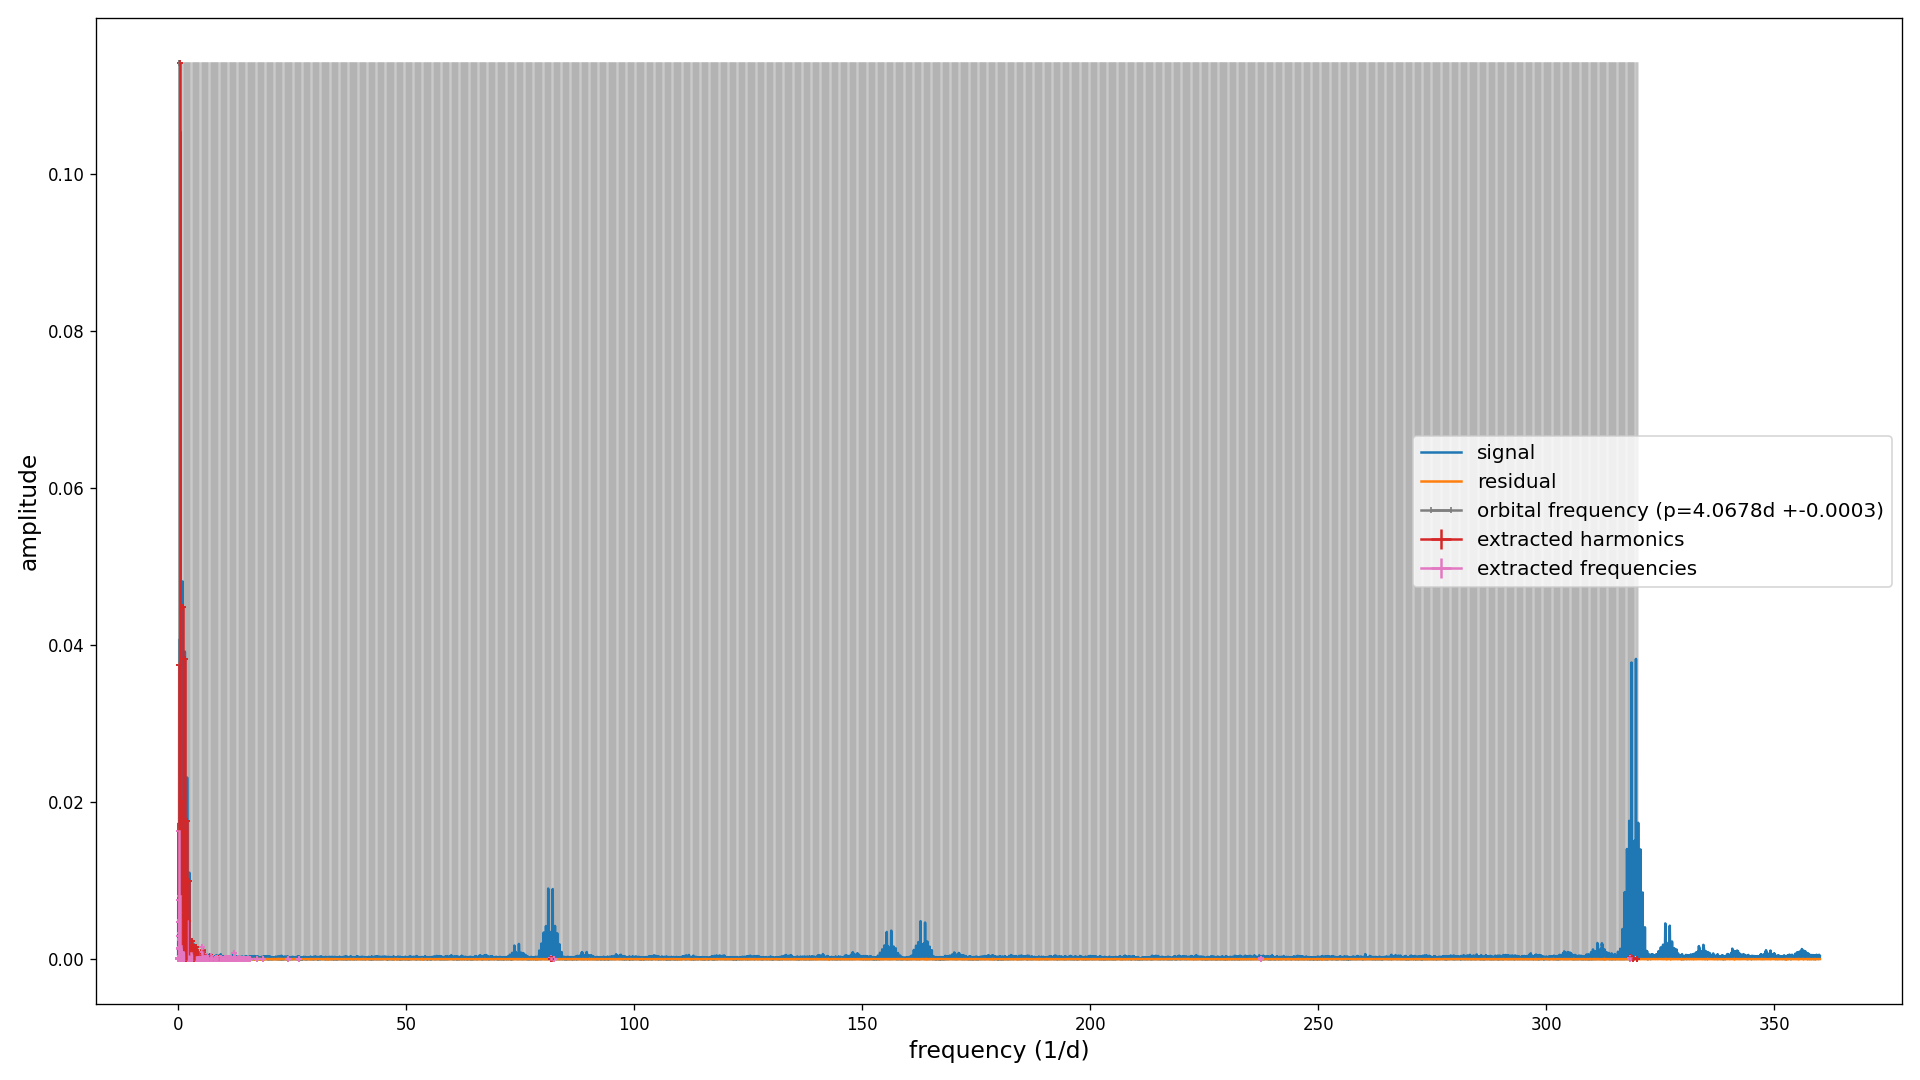 amplitude
0.10
0.08
0.06
0.04
0.02
0.00
signal
residual
orbital frequency (p=4.0678d +-0.0003)
extracted harmonics
extracted frequencies
0 50 100 150 200 250 300 350
frequency (1/d)